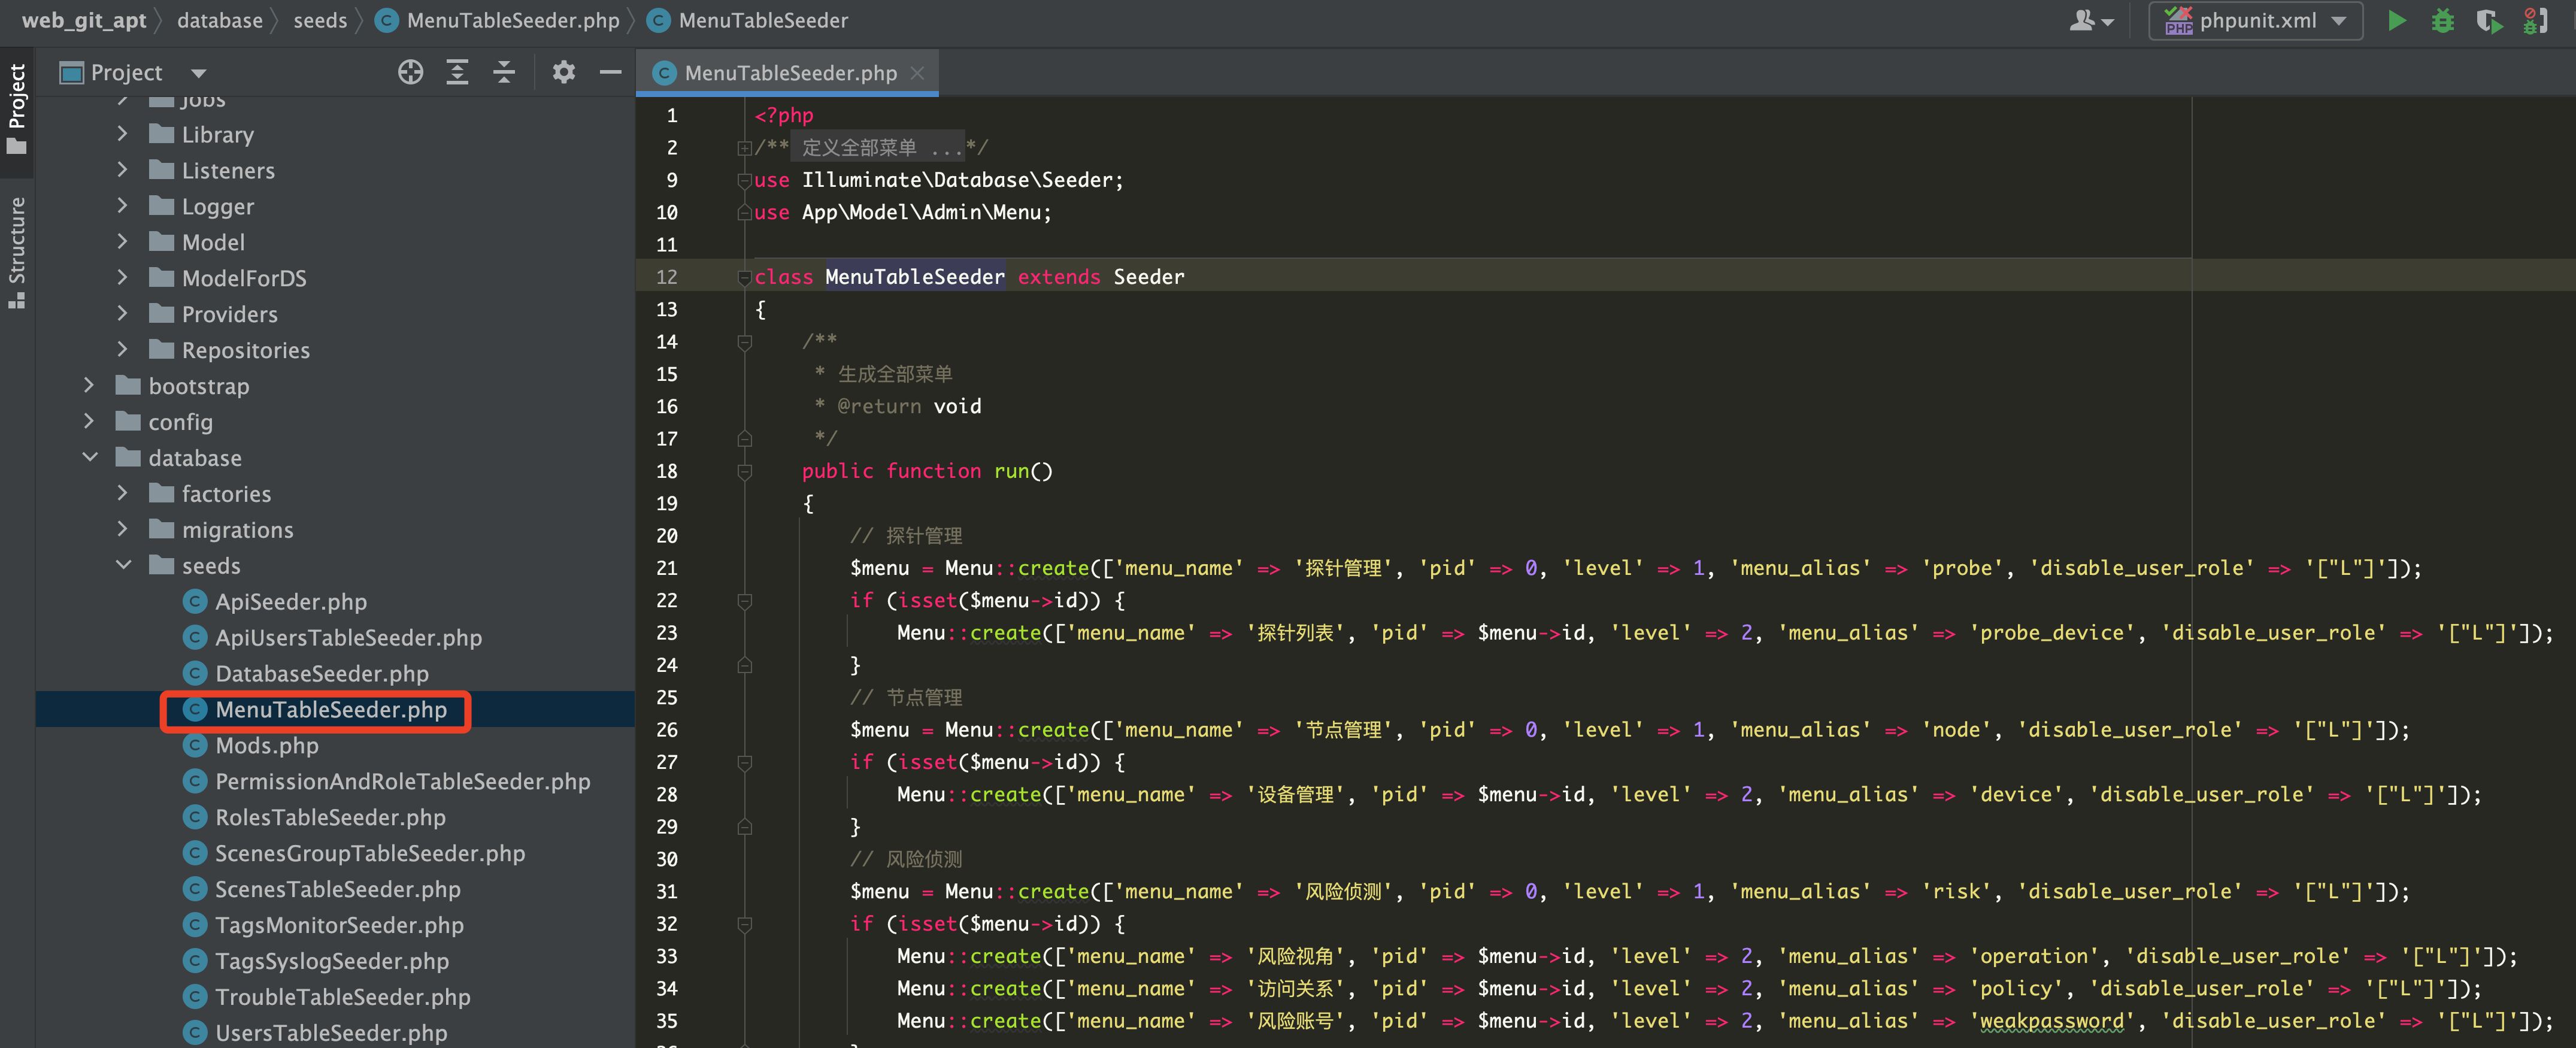 web_git_apt database seeds MenuTableSeeder.php MenuTableSeeder
phpunit.xml
Project
Project
Structure
Jobs
Library
Listeners
Logger
Model
ModelForDS
Providers
Repositories
bootstrap
config
database
factories
migrations
seeds
ApiSeeder.php
ApiUsersTableSeeder.php
DatabaseSeeder.php
MenuTableSeeder.php
Mods.php
PermissionAndRoleTableSeeder.php
RolesTableSeeder.php
ScenesGroupTableSeeder.php
ScenesTableSeeder.php
TagsMonitorSeeder.php
TagsSyslogSeeder.php
TroubleTableSeeder.php
UsersTableSeeder.php
MenuTableSeeder.php
1 <?php
2 /** 定义全部菜单 ...*/
9 use Illuminate\Database\Seeder;
10 use App\Model\Admin\Menu;
11
12 class MenuTableSeeder extends Seeder
13 {
14 /**
15 * 生成全部菜单
16 * @return void
17 */
18 public function run()
19 {
20 // 探针管理
21 $menu = Menu::create(['menu_name' => '探针管理', 'pid' => 0, 'level' => 1, 'menu_alias' => 'probe', 'disable_user_role' => '["L"]']);
22 if (isset($menu->id)) {
23 Menu::create(['menu_name' => '探针列表', 'pid' => $menu->id, 'level' => 2, 'menu_alias' => 'probe_device', 'disable_user_role' => '["L"]']);
24 }
25 // 节点管理
26 $menu = Menu::create(['menu_name' => '节点管理', 'pid' => 0, 'level' => 1, 'menu_alias' => 'node', 'disable_user_role' => '["L"]']);
27 if (isset($menu->id)) {
28 Menu::create(['menu_name' => '设备管理', 'pid' => $menu->id, 'level' => 2, 'menu_alias' => 'device', 'disable_user_role' => '["L"]']);
29 }
30 // 风险侦测
31 $menu = Menu::create(['menu_name' => '风险侦测', 'pid' => 0, 'level' => 1, 'menu_alias' => 'risk', 'disable_user_role' => '["L"]']);
32 if (isset($menu->id)) {
33 Menu::create(['menu_name' => '风险视角', 'pid' => $menu->id, 'level' => 2, 'menu_alias' => 'operation', 'disable_user_role' => '["L"]']);
34 Menu::create(['menu_name' => '访问关系', 'pid' => $menu->id, 'level' => 2, 'menu_alias' => 'policy', 'disable_user_role' => '["L"]']);
35 Menu::create(['menu_name' => '风险账号', 'pid' => $menu->id, 'level' => 2, 'menu_alias' => 'weakpassword', 'disable_user_role' => '["L"]']);